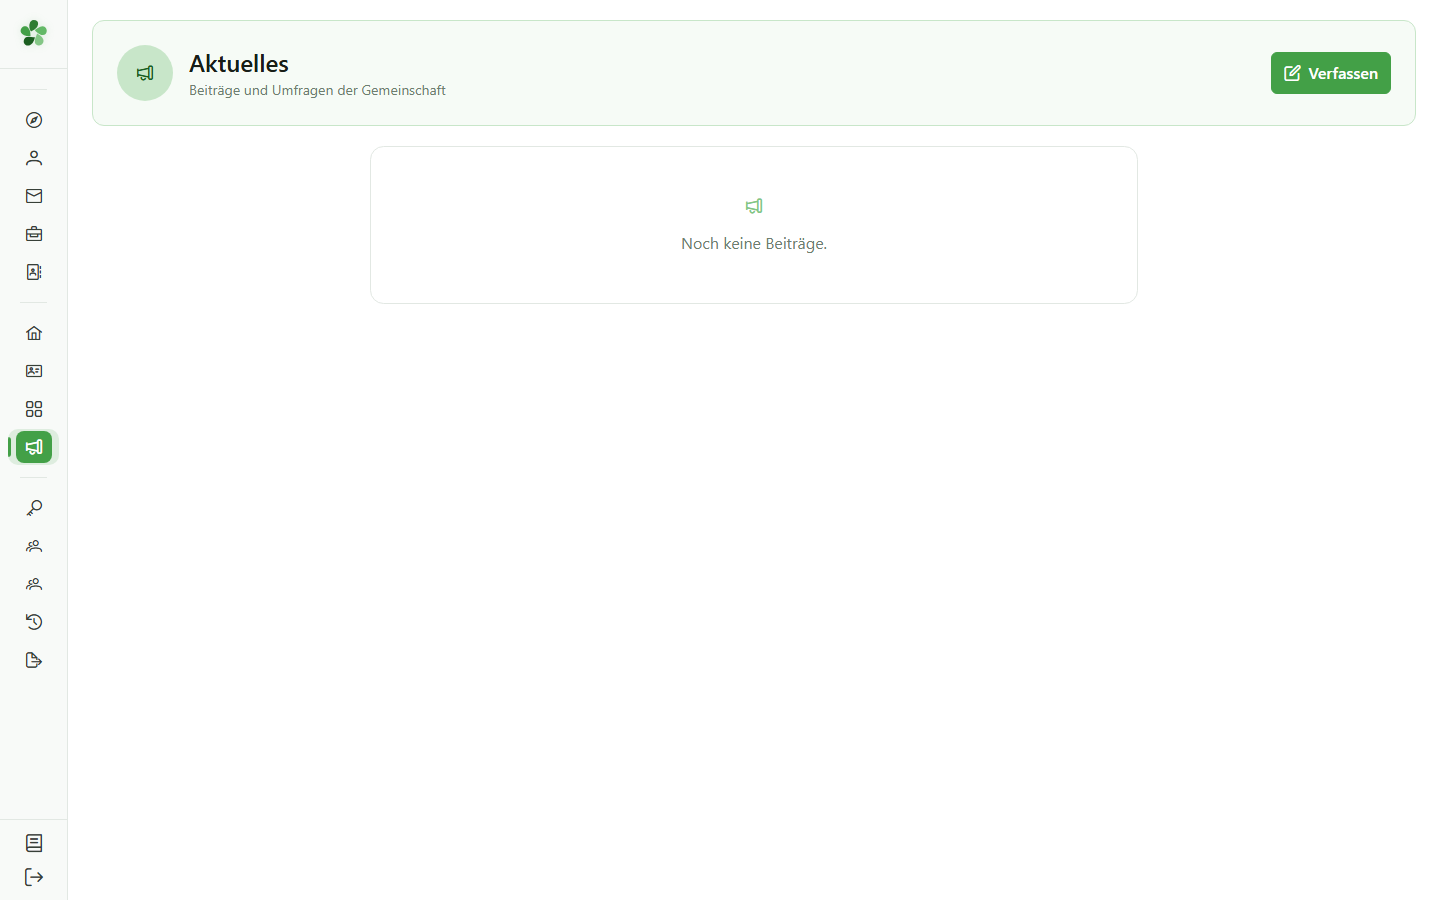 Aktuelles
Beiträge und Umfragen der Gemeinschaft
Verfassen
Noch keine Beiträge.